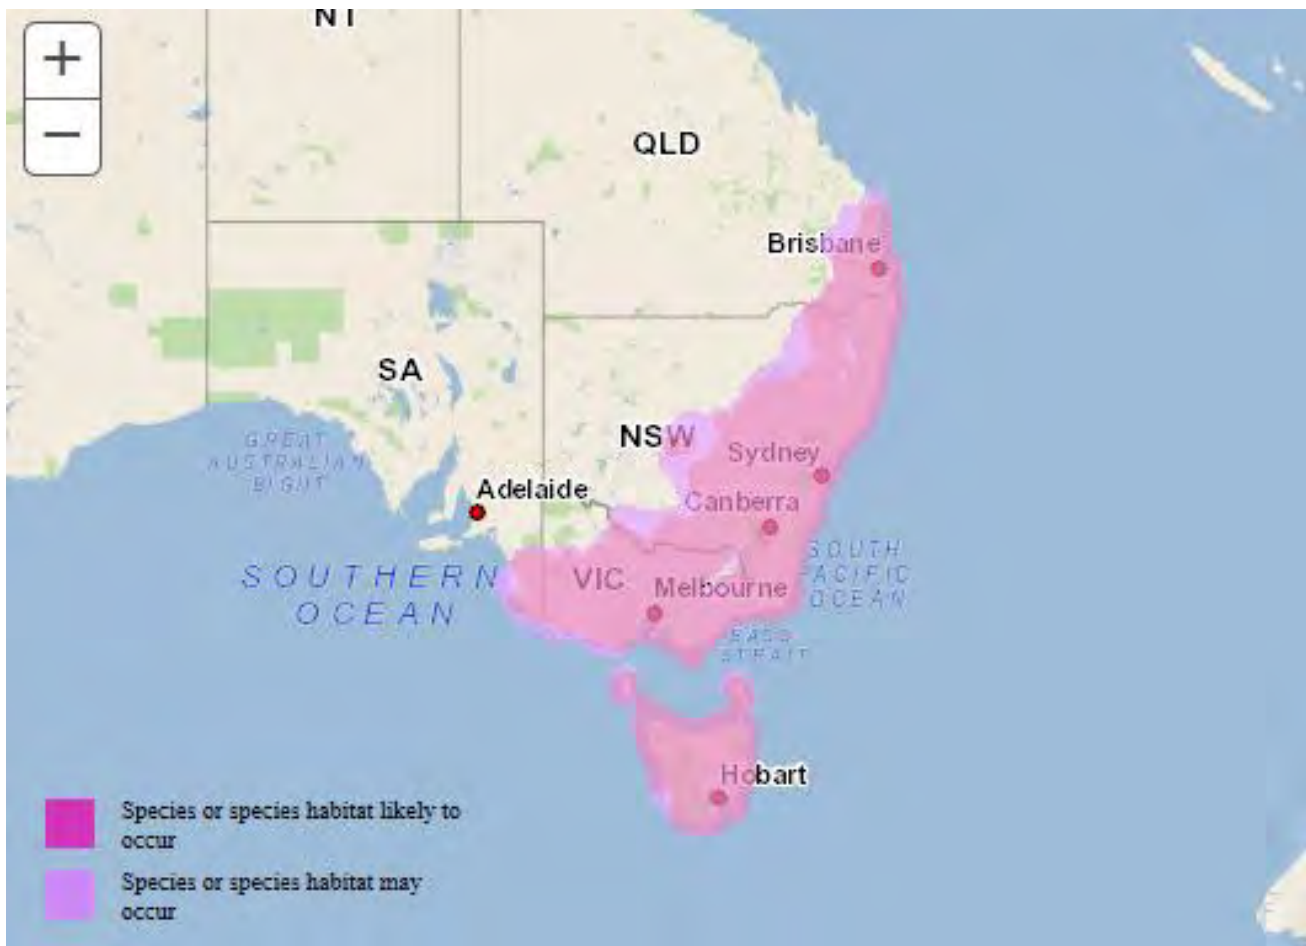 NT
+
−
QLD
Brisbane
SA
GREAT
AUSTRALIAN
BIGHT
NSW
Sydney
Adelaide
Canberra
SOUTHERN
OCEAN
VIC
Melbourne
SOUTH
PACIFIC
OCEAN
BASS
STRAIT
Hobart
Species or species habitat likely to
occur
Species or species habitat may
occur